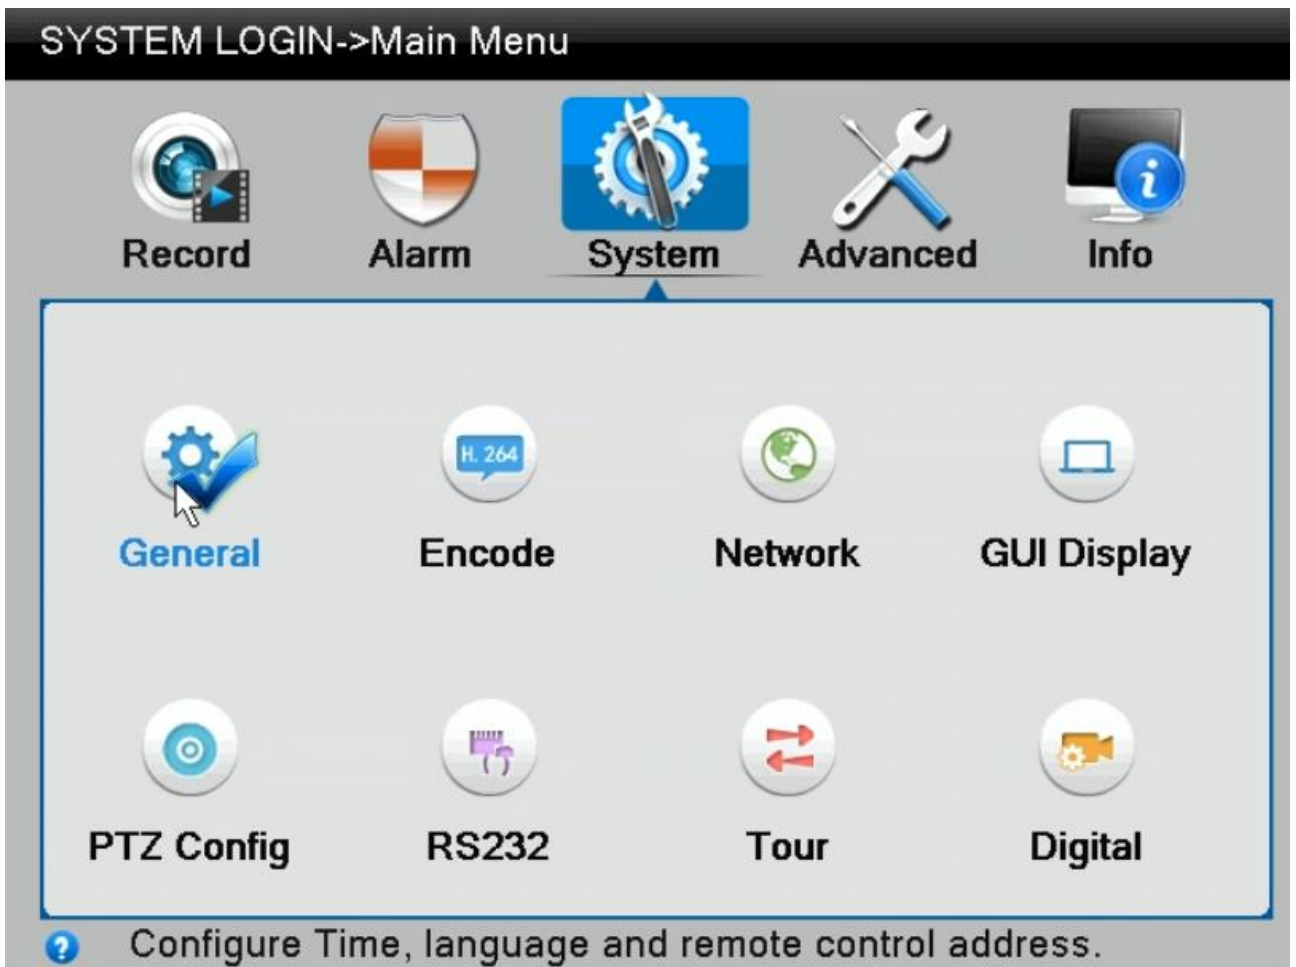 SYSTEM LOGIN->Main Menu
Record Alarm System Advanced Info
H. 264
General Encode Network GUI Display
PTZ Config RS232 Tour Digital
Configure Time, language and remote control address.